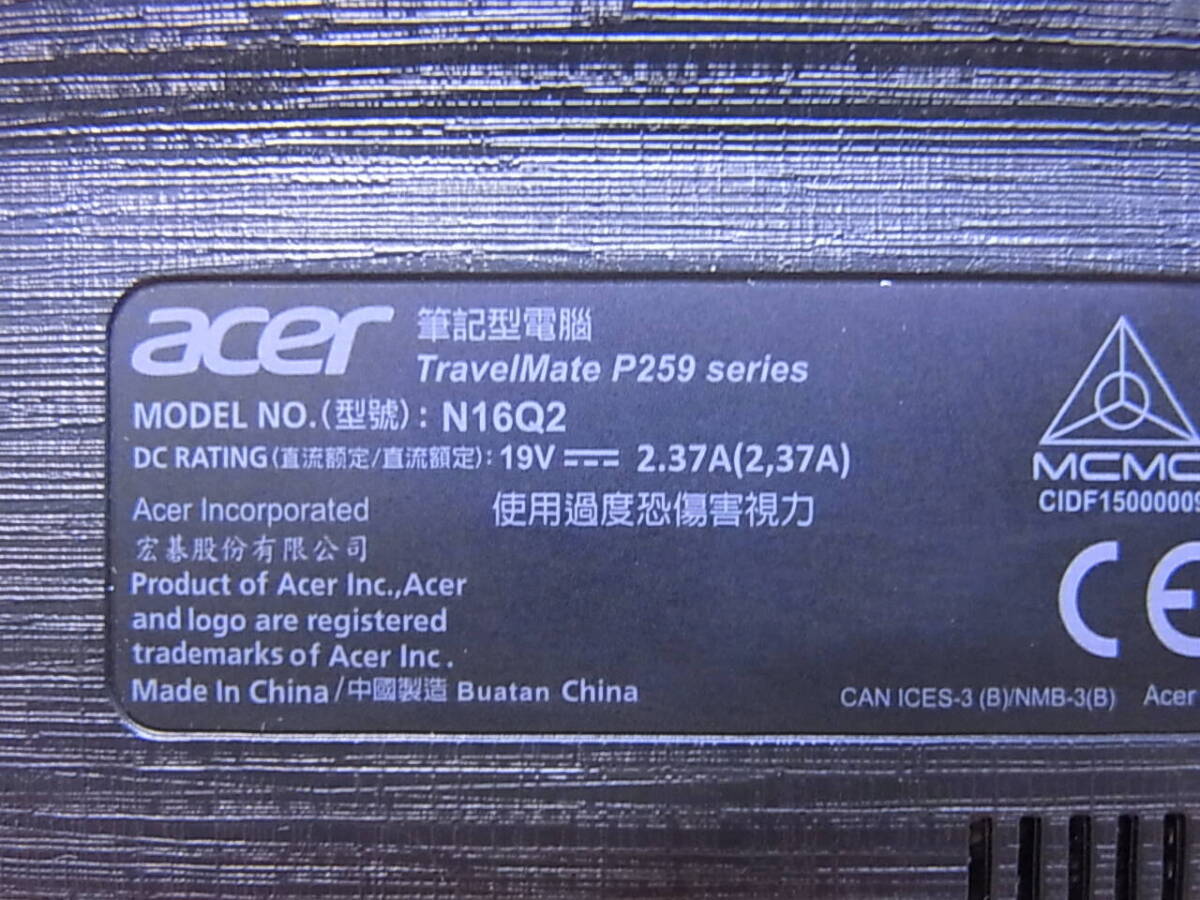 acer 筆記型電腦
TravelMate P259 series
MODEL NO.(型號): N16Q2
DC RATING(直流额定/直流額定): 19V 2.37A(2,37A)
Acer Incorporated 使用過度恐傷害視力
宏碁股份有限公司
Product of Acer Inc.,Acer
and logo are registered
trademarks of Acer Inc.
Made In China/中國製造 Buatan China
MCMC
CIDF1500000
CE
CAN ICES-3 (B)/NMB-3(B) Acer